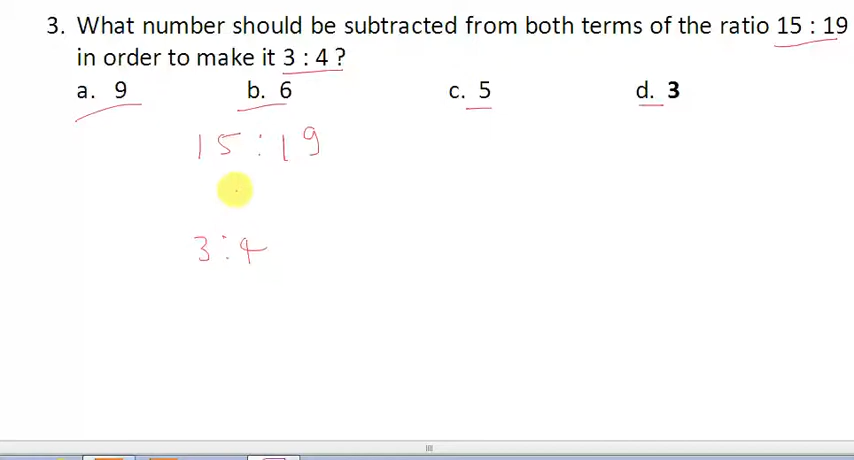 3. What number should be subtracted from both terms of the ratio 15 : 19
in order to make it 3 : 4 ?
a. 9 b. 6 c. 5 d. 3
15 : 19
3 : 4